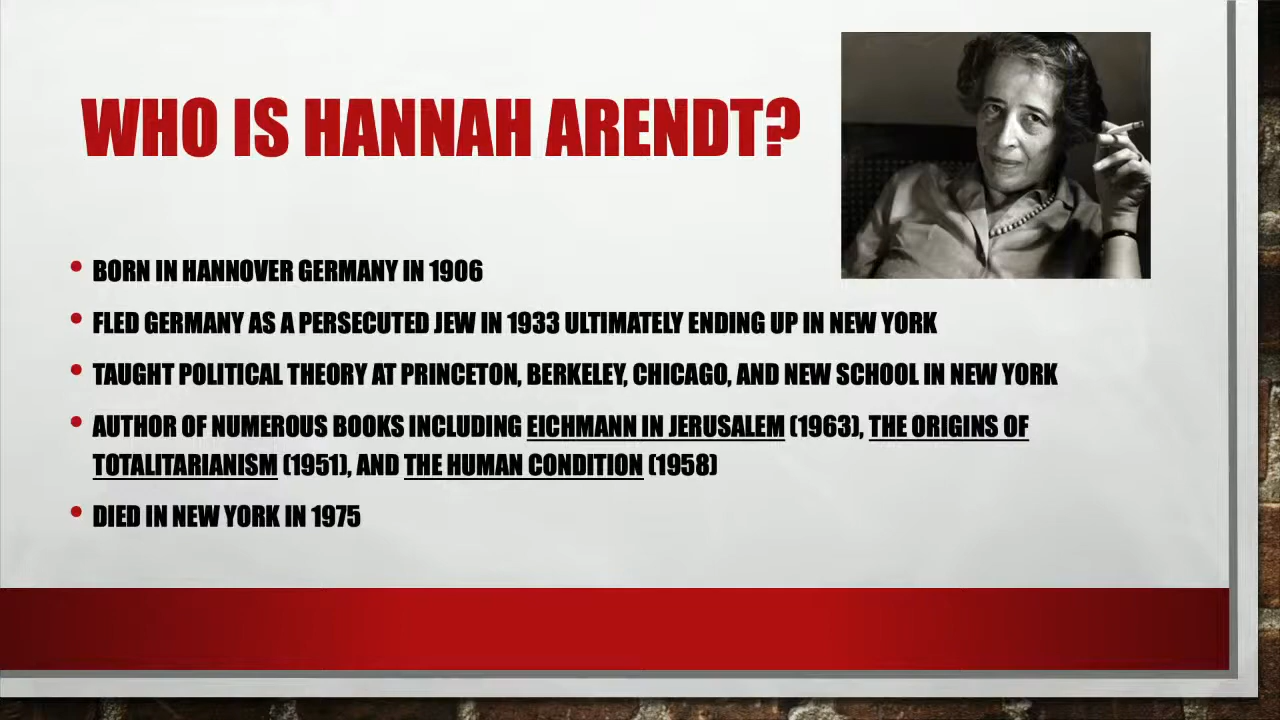 WHO IS HANNAH ARENDT?
• BORN IN HANNOVER GERMANY IN 1906
• FLED GERMANY AS A PERSECUTED JEW IN 1933 ULTIMATELY ENDING UP IN NEW YORK
• TAUGHT POLITICAL THEORY AT PRINCETON, BERKELEY, CHICAGO, AND NEW SCHOOL IN NEW YORK
• AUTHOR OF NUMEROUS BOOKS INCLUDING EICHMANN IN JERUSALEM (1963), THE ORIGINS OF
TOTALITARIANISM (1951), AND THE HUMAN CONDITION (1958)
• DIED IN NEW YORK IN 1975